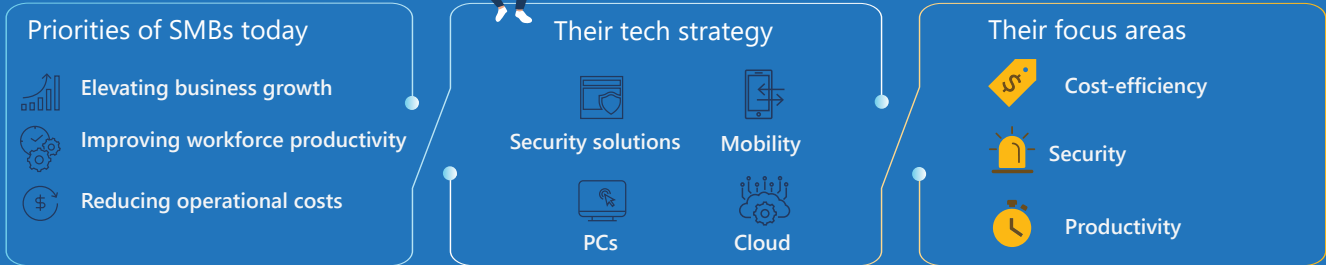 Priorities of SMBs today
Elevating business growth
Improving workforce productivity
Reducing operational costs
Their tech strategy
Security solutions
Mobility
PCs
Cloud
Their focus areas
Cost-efficiency
Security
Productivity